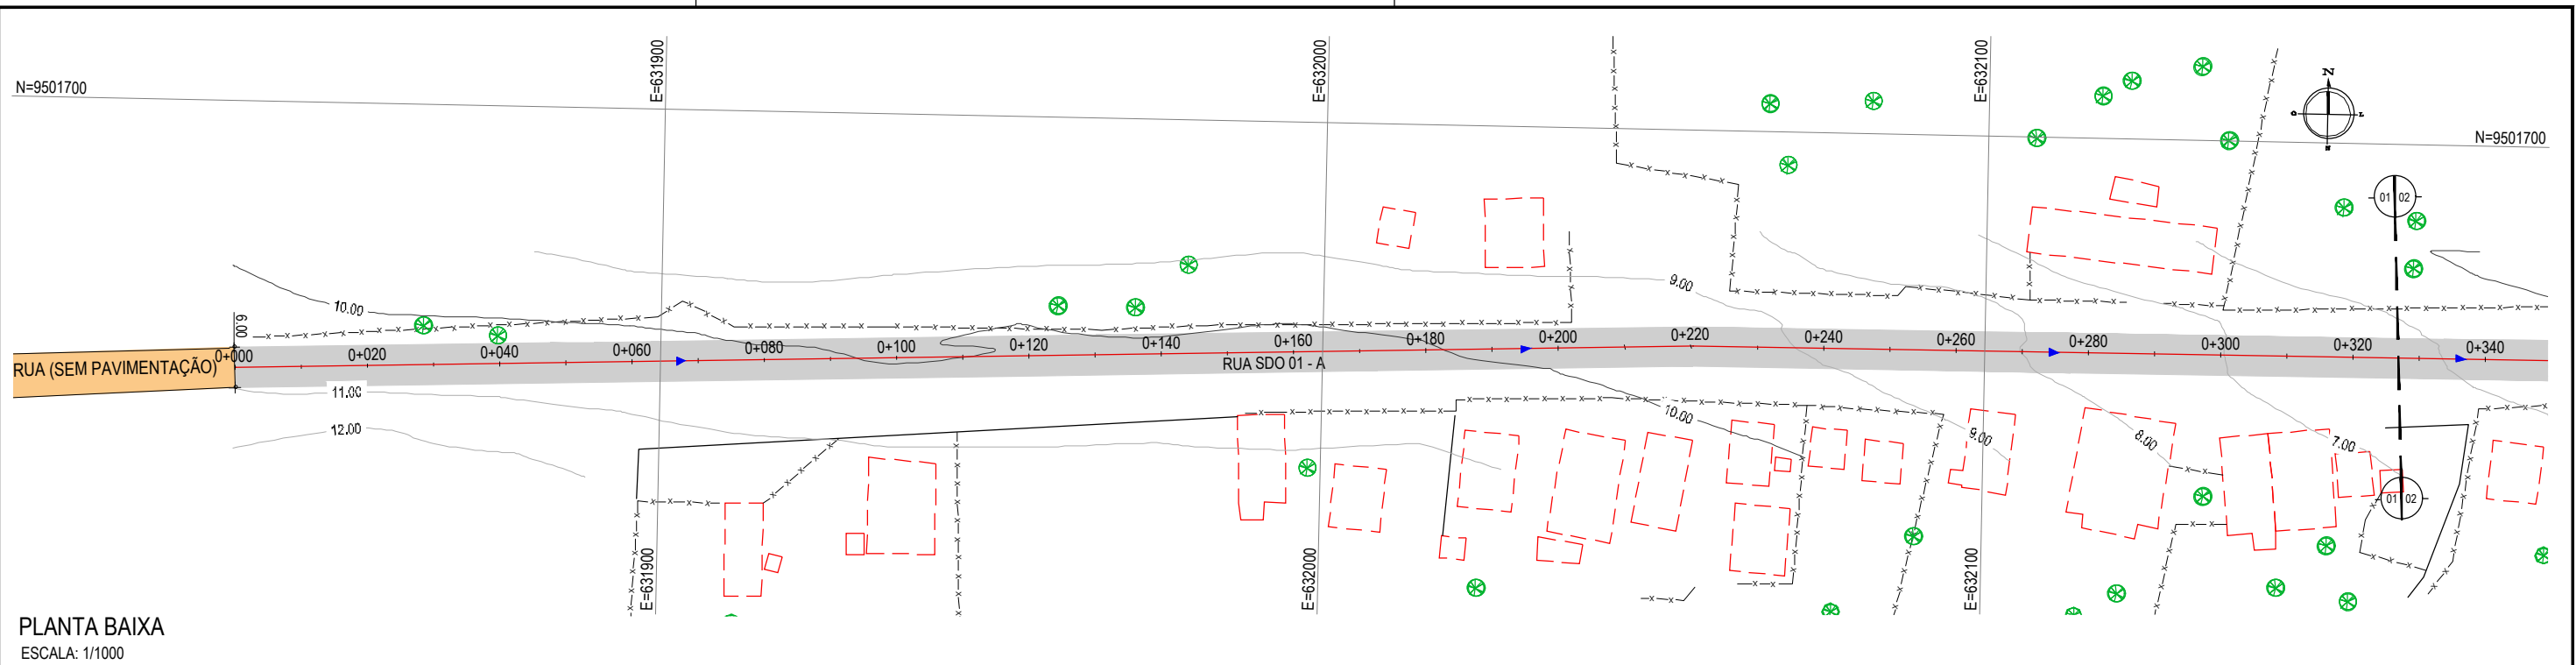 E=631900
E=632000
E=632100
N
N=9501700
N=9501700
O
L
01 02
9.00
10.00
6.00
0+000
0+020
0+040
0+060
0+080
0+100
0+120
0+140
0+160
0+180
0+200
0+220
0+240
0+260
0+280
0+300
0+320
0+340
RUA (SEM PAVIMENTAÇÃO)
RUA SDO 01 - A
11.00
12.00
10.00
9.00
8.00
7.00
01 02
E=631900
E=632000
E=632100
PLANTA BAIXA
ESCALA: 1/1000